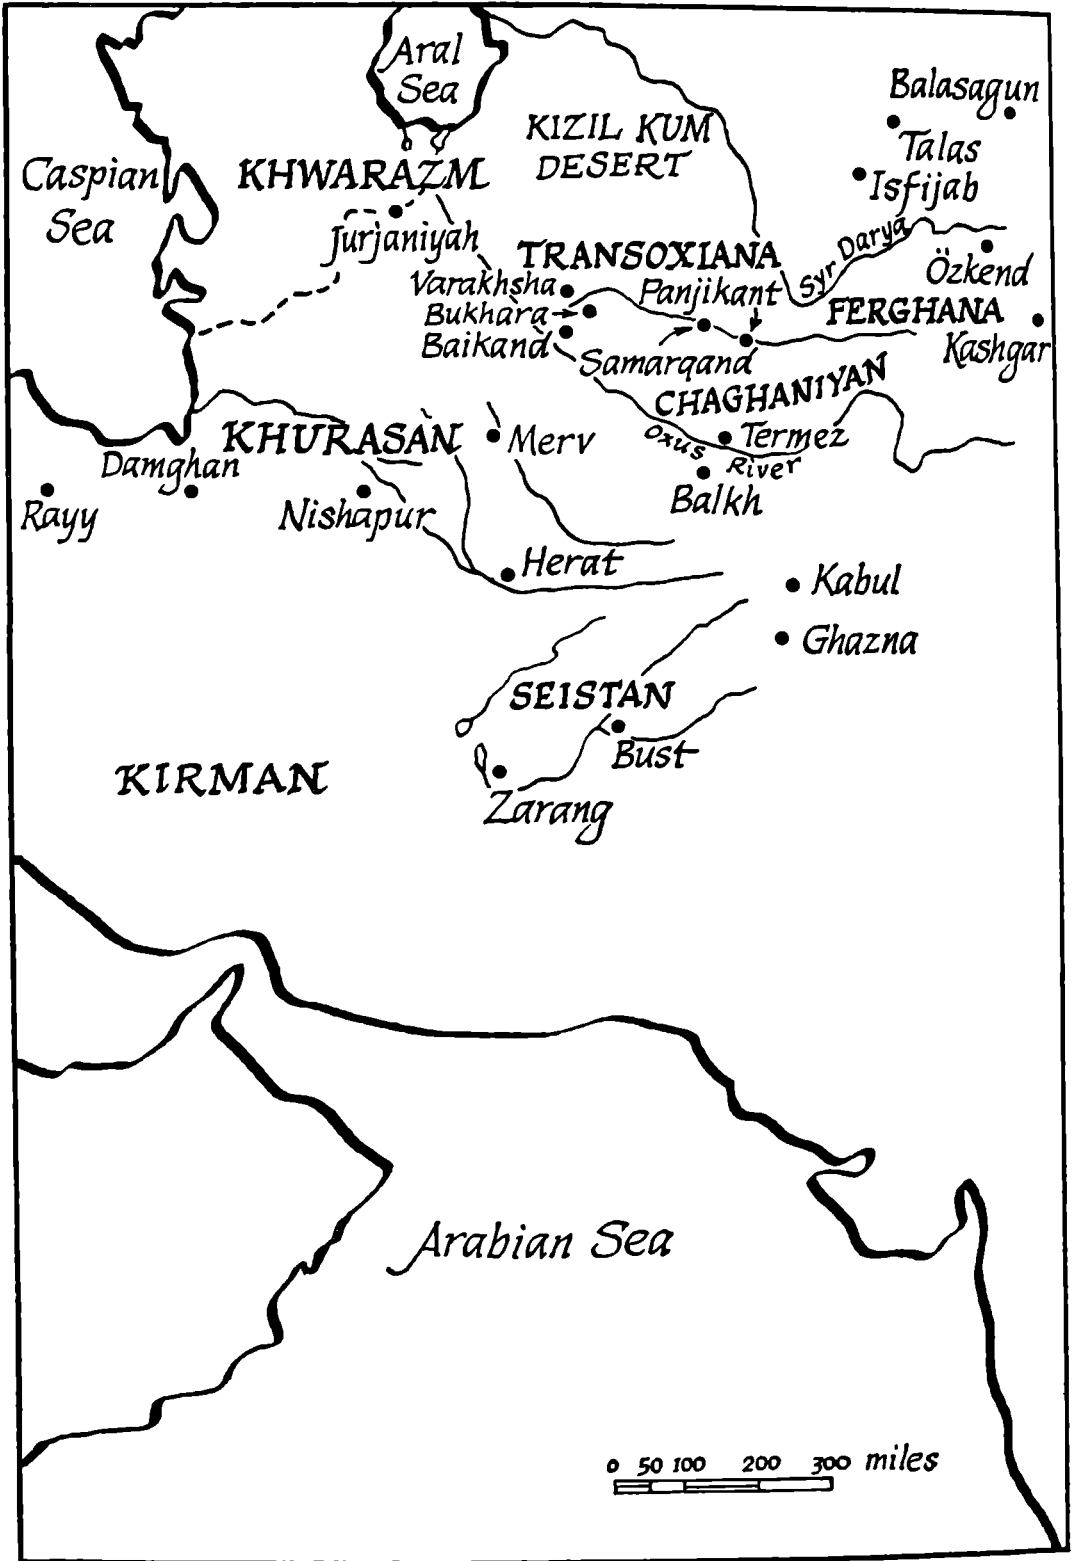 Aral
Sea
Balasagun
KIZIL KUM
DESERT
Talas
Isfijab
Caspian
Sea
KHWARAZM
Jurjaniyah
TRANSOXIANA
Syr Darya
Özkend
Varakhsha
Panjikant
Bukhara
FERGHANA
Baikand
Samarqand
Kashgar
CHAGHANIYAN
KHURASAN
Merv
Oxus
River
Termez
Damghan
Rayy
Nishapur
Balkh
Herat
Kabul
Ghazna
SEISTAN
Bust
KIRMAN
Zarang
Arabian Sea
0 50 100 200 300 miles